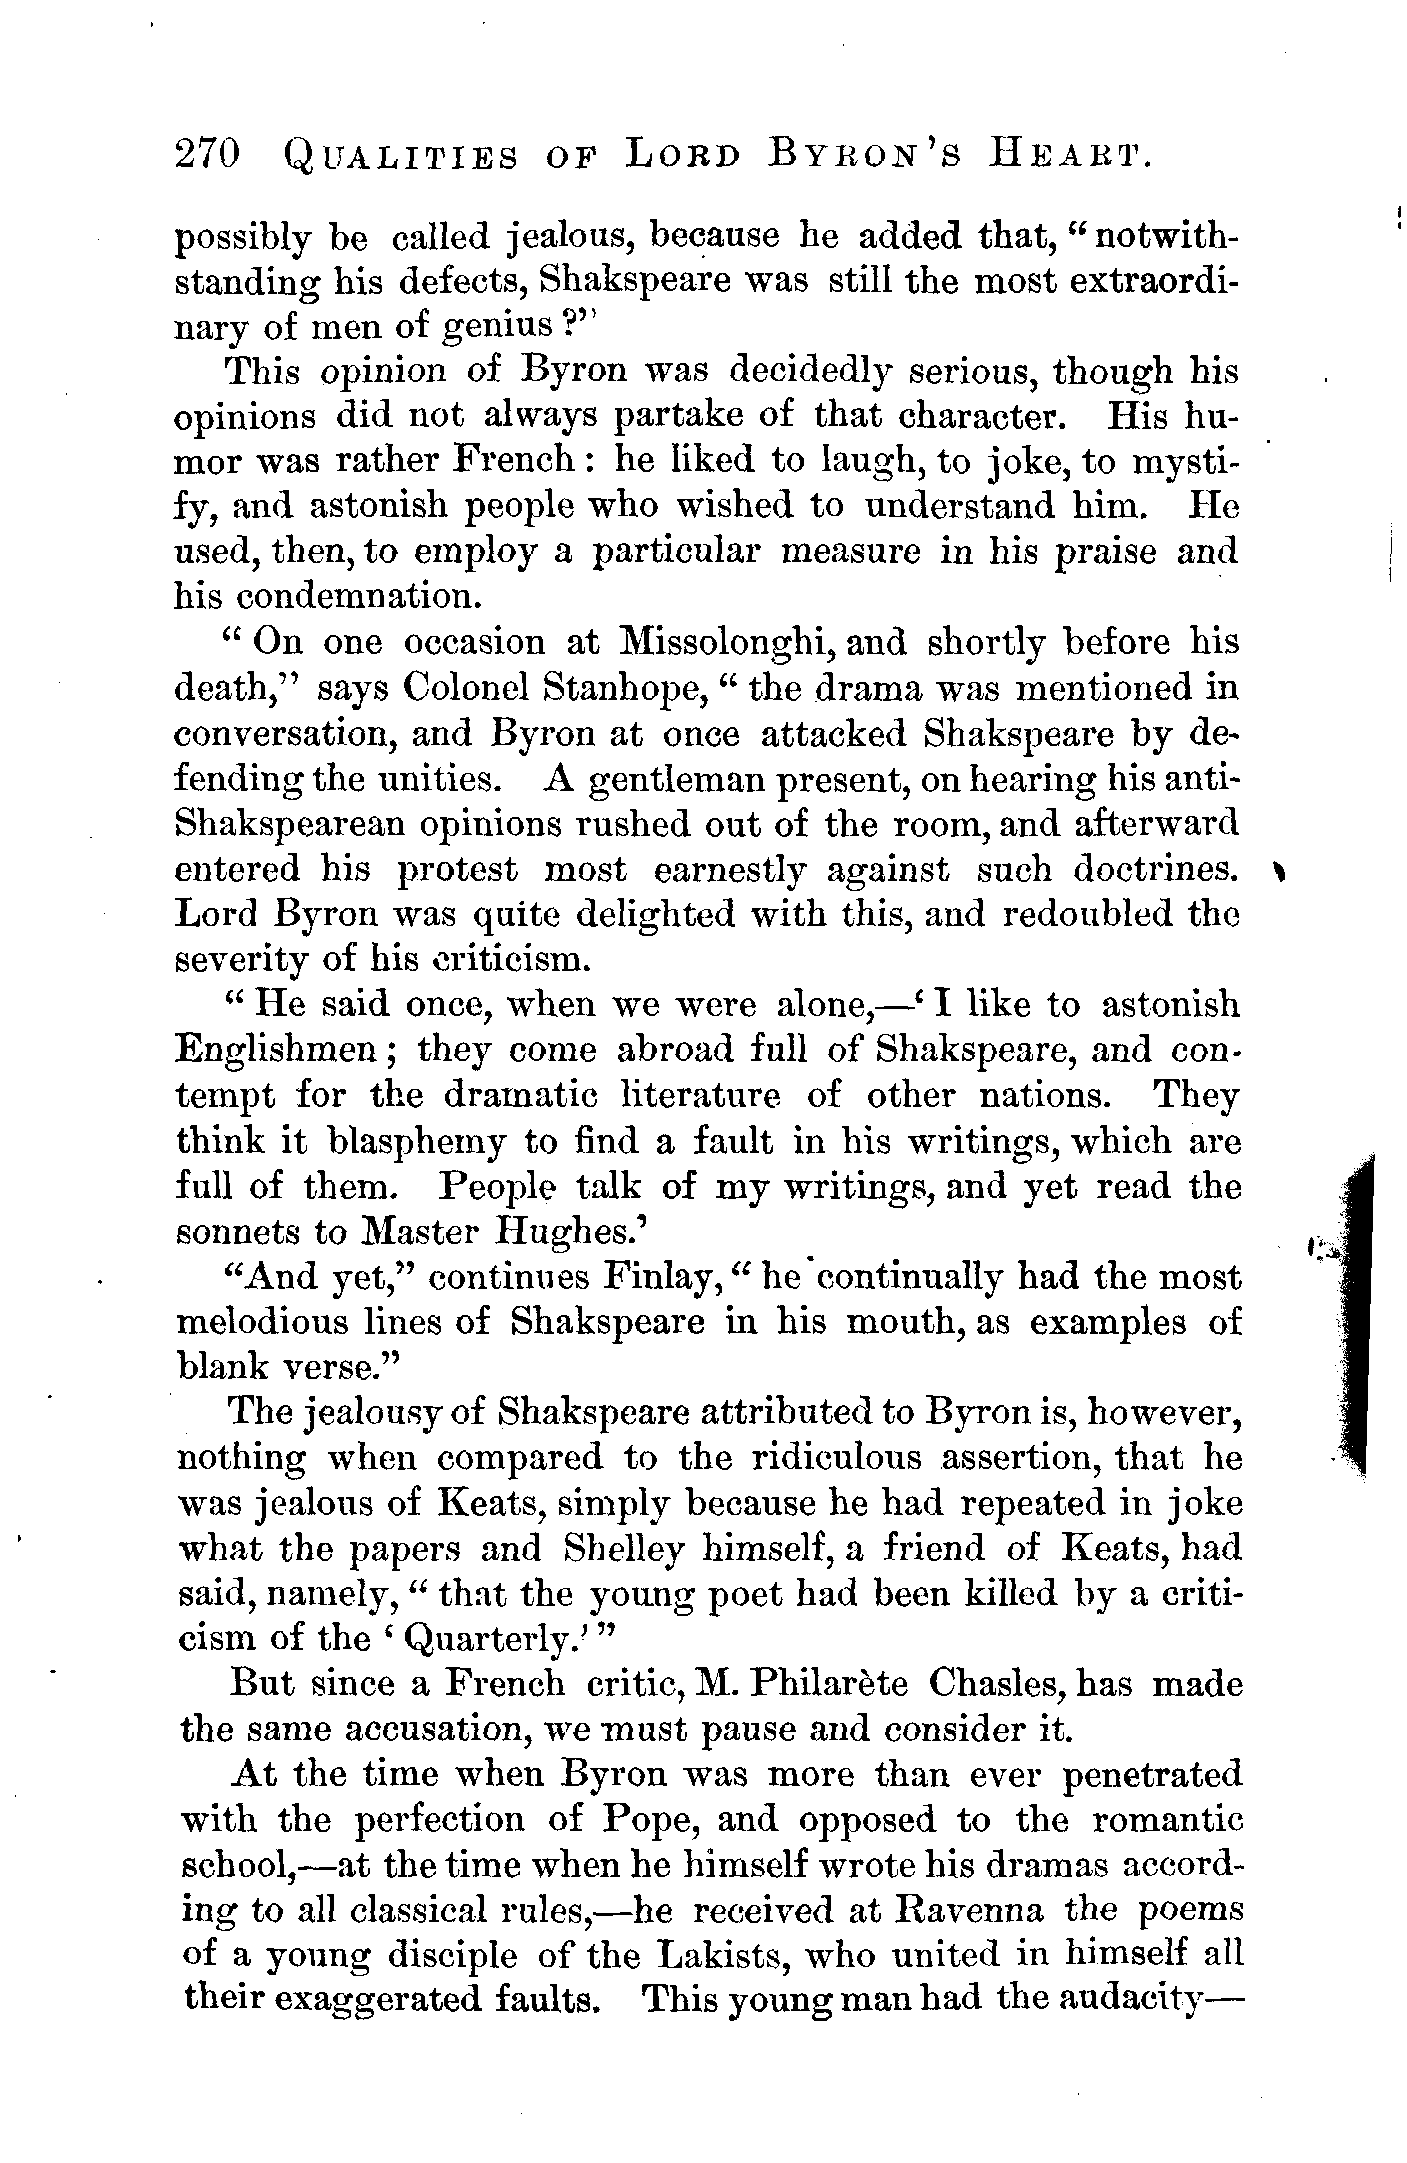 270 QUALITIES OF LORD BYRON'S HEART.
possibly be called jealous, because he added that, “notwith-
standing his defects, Shakspeare was still the most extraordi-
nary of men of genius?”
This opinion of Byron was decidedly serious, though his
opinions did not always partake of that character. His hu-
mor was rather French: he liked to laugh, to joke, to mysti-
fy, and astonish people who wished to understand him. He
used, then, to employ a particular measure in his praise and
his condemnation.
“On one occasion at Missolonghi, and shortly before his
death,” says Colonel Stanhope, “the drama was mentioned in
conversation, and Byron at once attacked Shakspeare by de-
fending the unities. A gentleman present, on hearing his anti-
Shakspearean opinions rushed out of the room, and afterward
entered his protest most earnestly against such doctrines.
Lord Byron was quite delighted with this, and redoubled the
severity of his criticism.
“He said once, when we were alone,—‘I like to astonish
Englishmen; they come abroad full of Shakspeare, and con-
tempt for the dramatic literature of other nations. They
think it blasphemy to find a fault in his writings, which are
full of them. People talk of my writings, and yet read the
sonnets to Master Hughes.’
“And yet,” continues Finlay, “he continually had the most
melodious lines of Shakspeare in his mouth, as examples of
blank verse.”
The jealousy of Shakspeare attributed to Byron is, however,
nothing when compared to the ridiculous assertion, that he
was jealous of Keats, simply because he had repeated in joke
what the papers and Shelley himself, a friend of Keats, had
said, namely, “that the young poet had been killed by a criti-
cism of the ‘Quarterly.’”
But since a French critic, M. Philarète Chasles, has made
the same accusation, we must pause and consider it.
At the time when Byron was more than ever penetrated
with the perfection of Pope, and opposed to the romantic
school,—at the time when he himself wrote his dramas accord-
ing to all classical rules,—he received at Ravenna the poems
of a young disciple of the Lakists, who united in himself all
their exaggerated faults. This young man had the audacity—